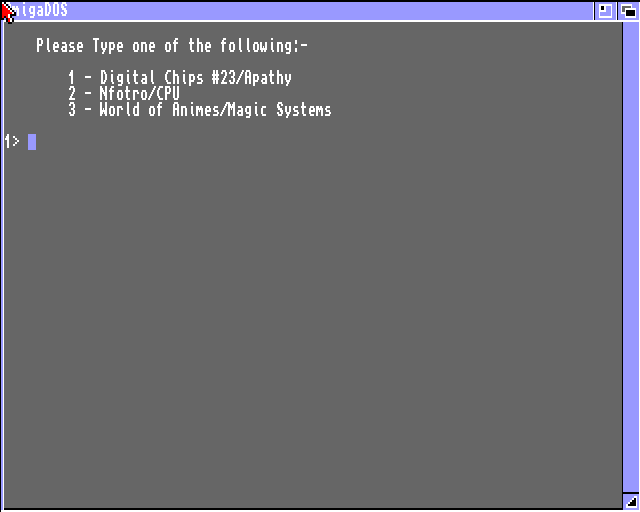 migaDOS
Please Type one of the following:-
1 - Digital Chips #23/Apathy
2 - Nfotro/CPU
3 - World of Animes/Magic Systems
1>